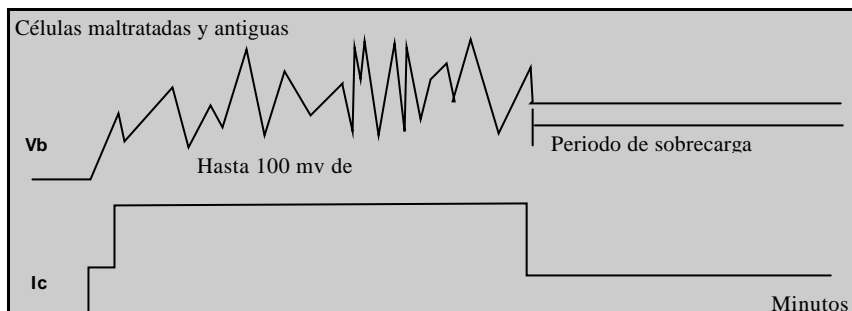 Células maltratadas y antiguas
Vb
Hasta 100 mv de
Periodo de sobrecarga
Ic
Minutos